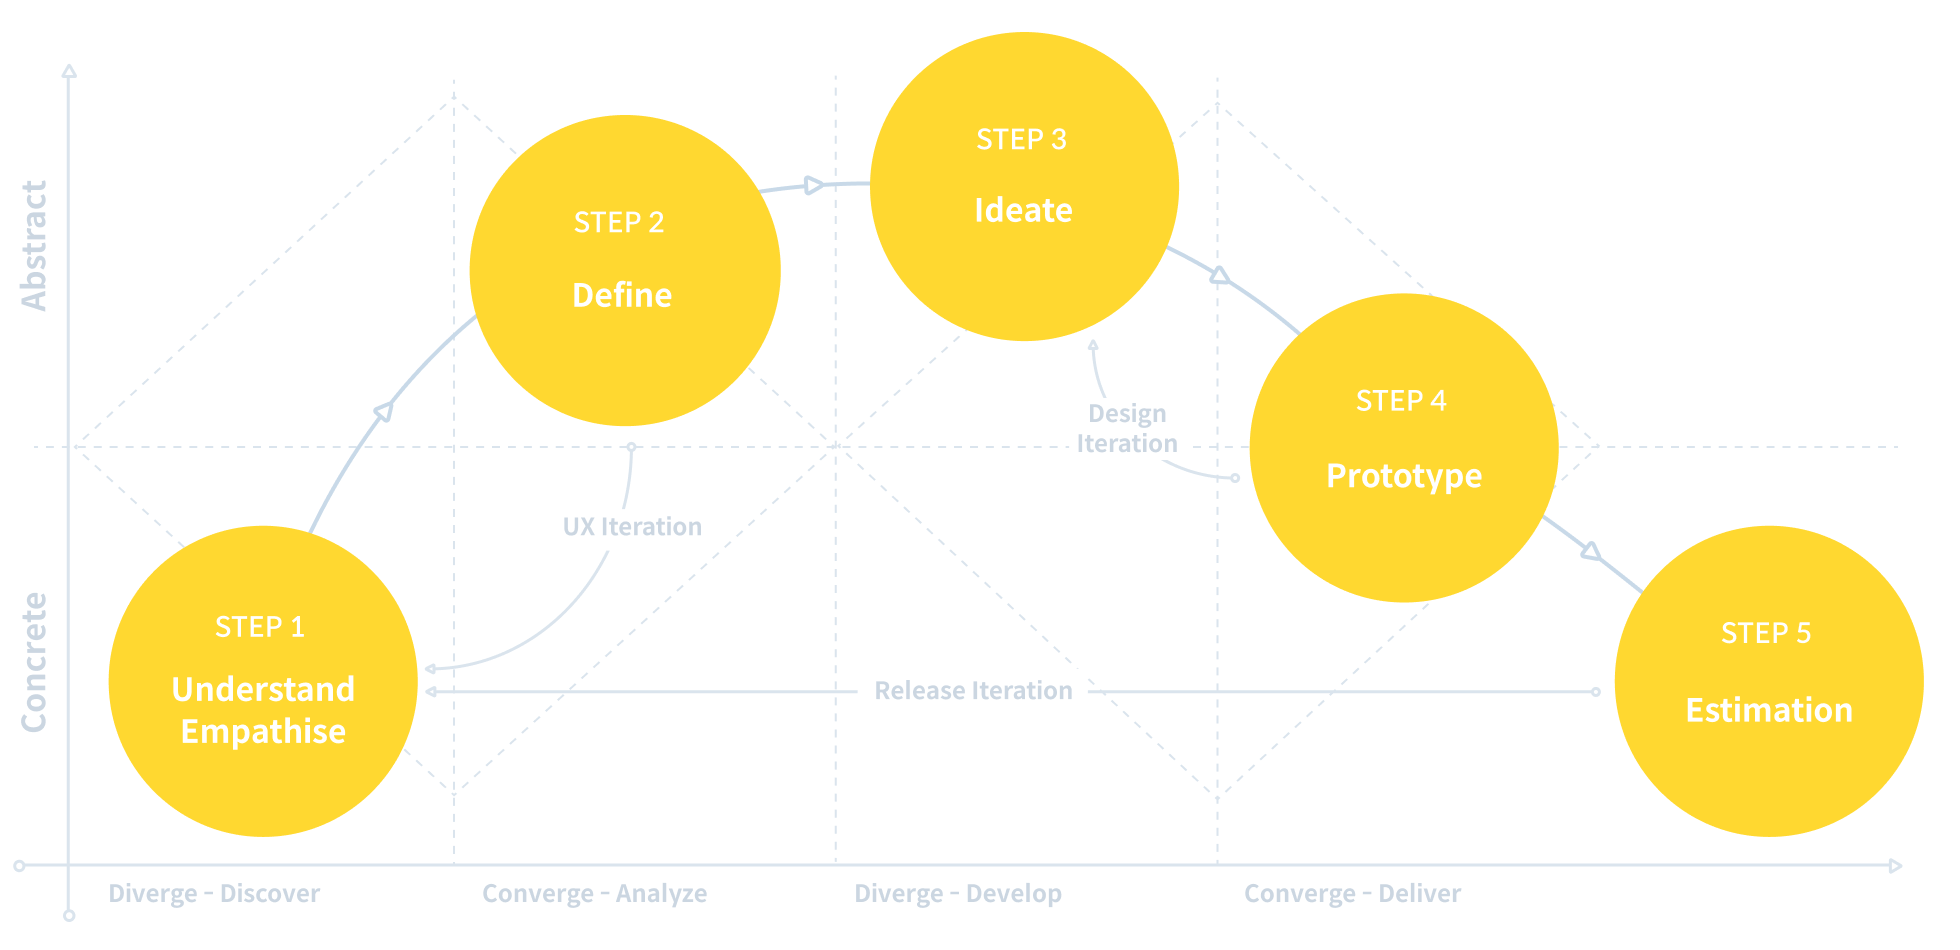 STEP 3
Ideate
STEP 2
Define
Abstract
STEP 4
Prototype
Design
Iteration
UX Iteration
STEP 1
Understand
Empathise
Concrete
Release Iteration
STEP 5
Estimation
Diverge – Discover
Converge – Analyze
Diverge – Develop
Converge – Deliver